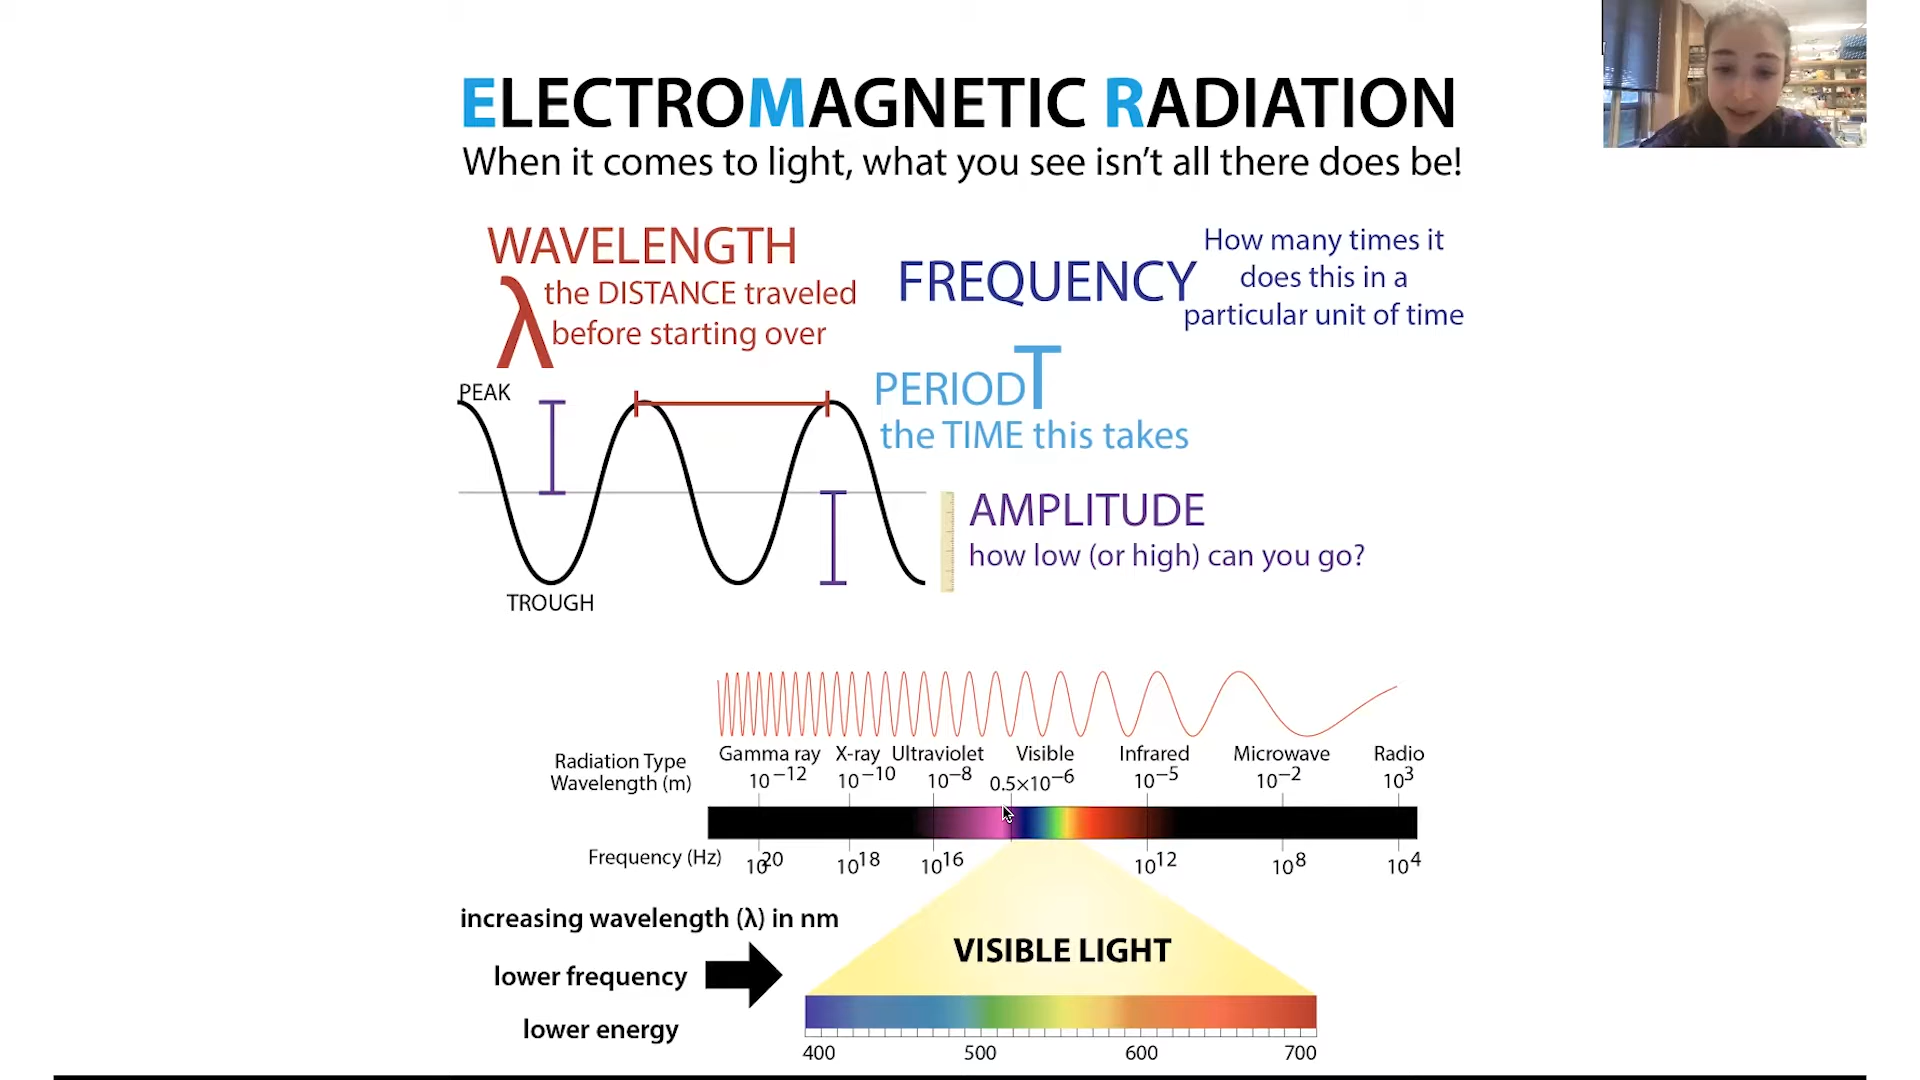 ELECTROMAGNETIC RADIATION
When it comes to light, what you see isn't all there does be!
WAVELENGTH
λ
the DISTANCE traveled
before starting over
FREQUENCY
How many times it
does this in a
particular unit of time
PERIOD T
the TIME this takes
PEAK
TROUGH
AMPLITUDE
how low (or high) can you go?
Radiation Type Gamma ray X-ray Ultraviolet Visible Infrared Microwave Radio
Wavelength (m) 10⁻¹² 10⁻¹⁰ 10⁻⁸ 0.5×10⁻⁶ 10⁻⁵ 10⁻² 10³
Frequency (Hz) 10²⁰ 10¹⁸ 10¹⁶ 10¹² 10⁸ 10⁴
increasing wavelength (λ) in nm
lower frequency
lower energy
VISIBLE LIGHT
400 500 600 700